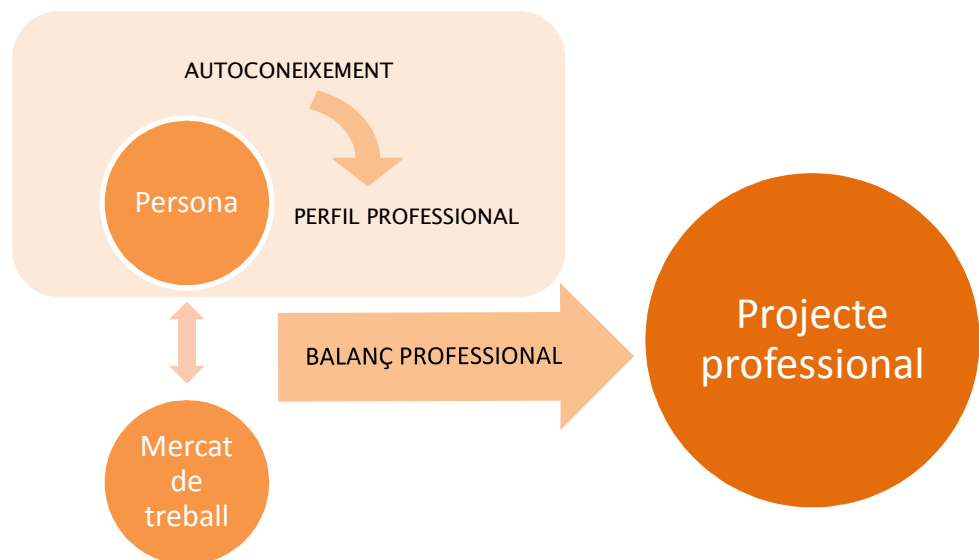 AUTOCONEIXEMENT
Persona
PERFIL PROFESSIONAL
BALANÇ PROFESSIONAL
Projecte
professional
Mercat
de
treball